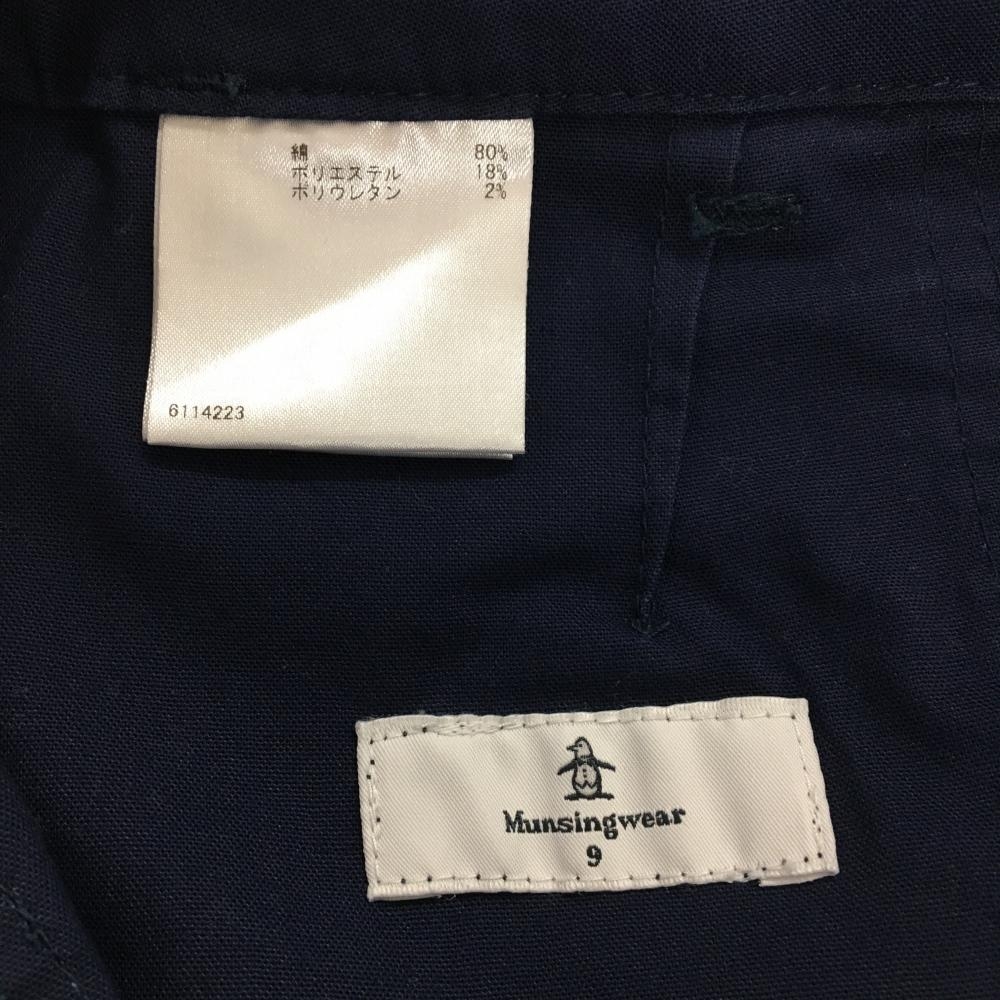 綿 80%
ポリエステル 18%
ポリウレタン 2%
6114223
Munsingwear
9